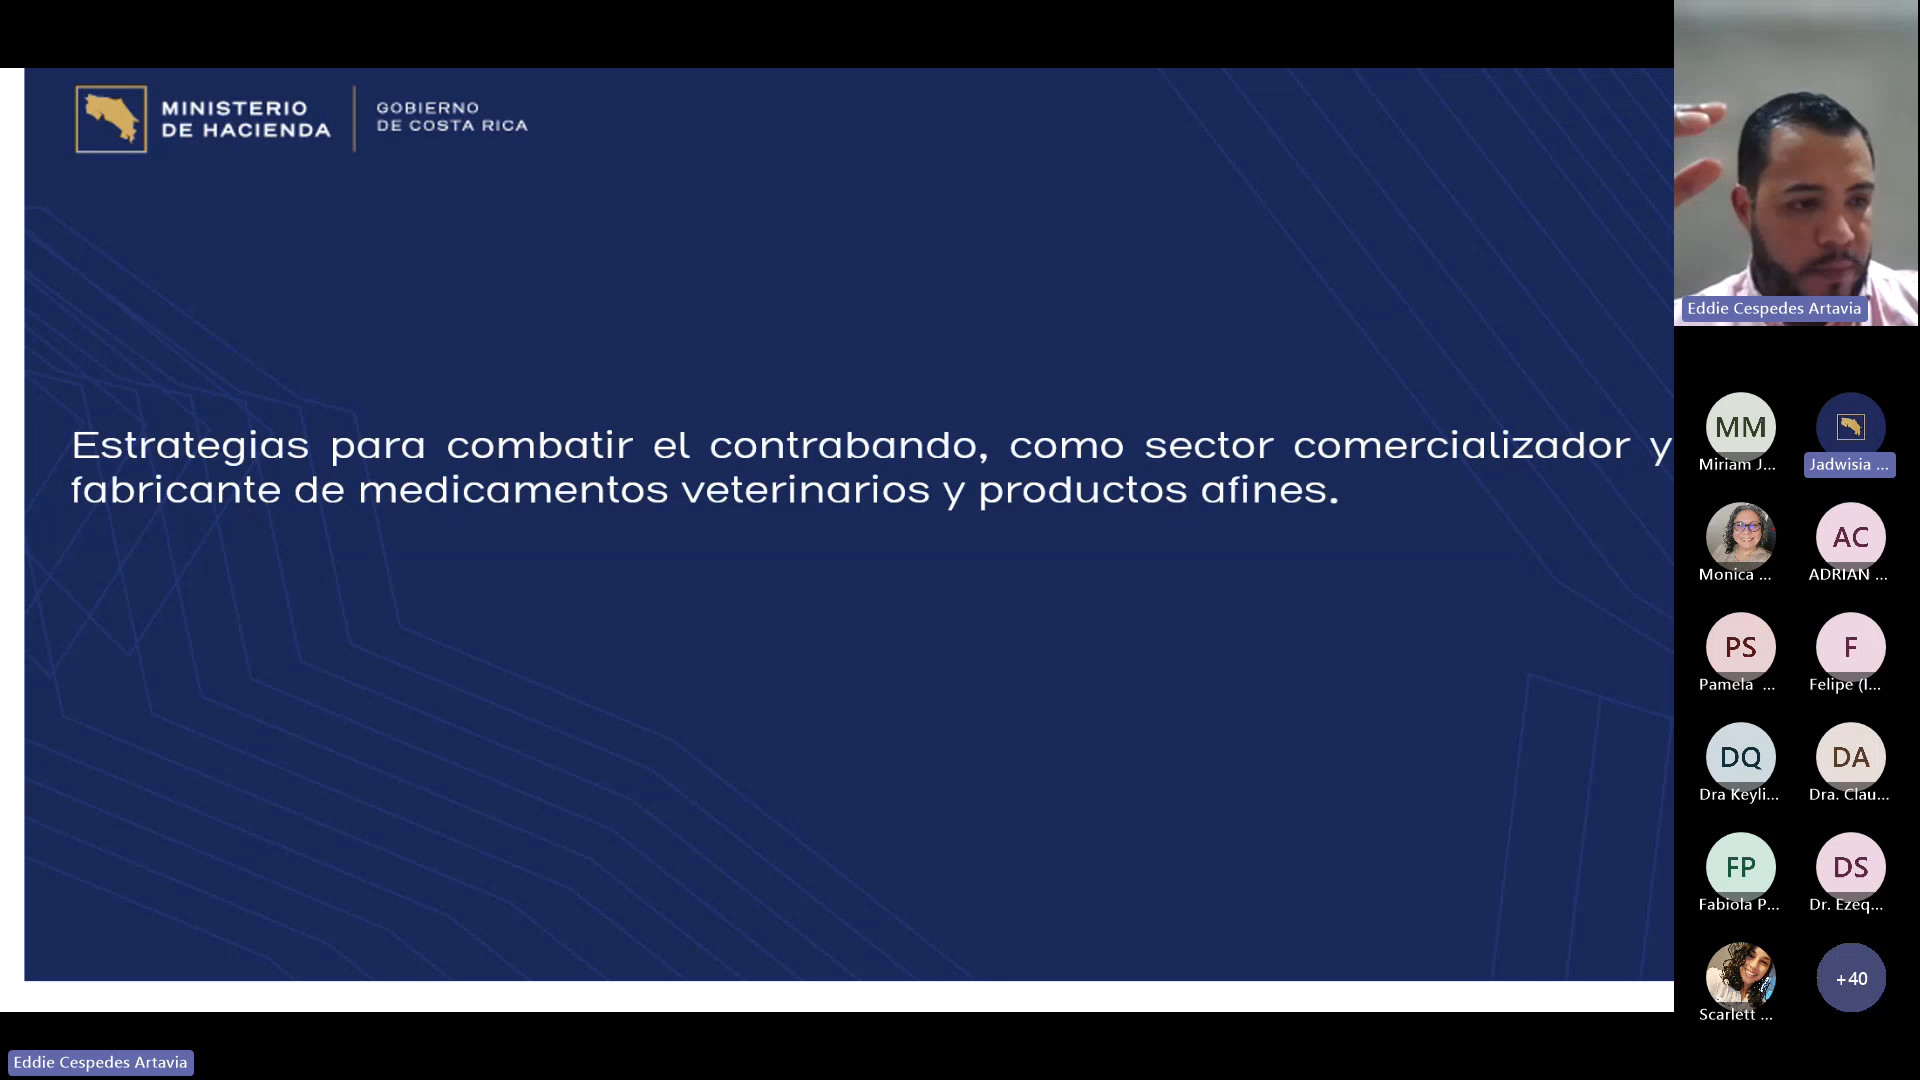 MINISTERIO
DE HACIENDA
GOBIERNO
DE COSTA RICA
Estrategias para combatir el contrabando, como sector comercializador y
fabricante de medicamentos veterinarios y productos afines.
Eddie Cespedes Artavia
MM
Miriam J...
Jadwisia ...
Monica ...
AC
ADRIAN ...
PS
Pamela ...
F
Felipe (I...
DQ
Dra Keyli...
DA
Dra. Clau...
FP
Fabiola P...
DS
Dr. Ezeq...
Scarlett ...
+40
Eddie Cespedes Artavia